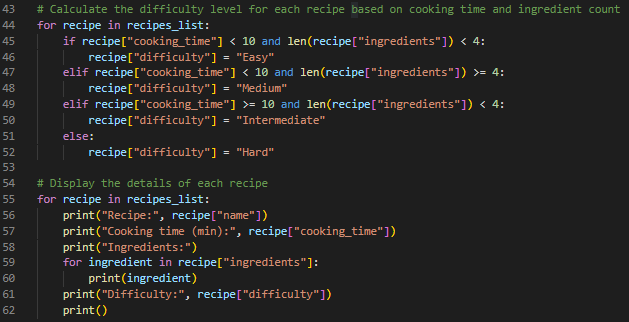 43 # Calculate the difficulty level for each recipe based on cooking time and ingredient count
44 for recipe in recipes_list:
45     if recipe["cooking_time"] < 10 and len(recipe["ingredients"]) < 4:
46         recipe["difficulty"] = "Easy"
47     elif recipe["cooking_time"] < 10 and len(recipe["ingredients"]) >= 4:
48         recipe["difficulty"] = "Medium"
49     elif recipe["cooking_time"] >= 10 and len(recipe["ingredients"]) < 4:
50         recipe["difficulty"] = "Intermediate"
51     else:
52         recipe["difficulty"] = "Hard"
53
54 # Display the details of each recipe
55 for recipe in recipes_list:
56     print("Recipe:", recipe["name"])
57     print("Cooking time (min):", recipe["cooking_time"])
58     print("Ingredients:")
59     for ingredient in recipe["ingredients"]:
60         print(ingredient)
61     print("Difficulty:", recipe["difficulty"])
62     print()